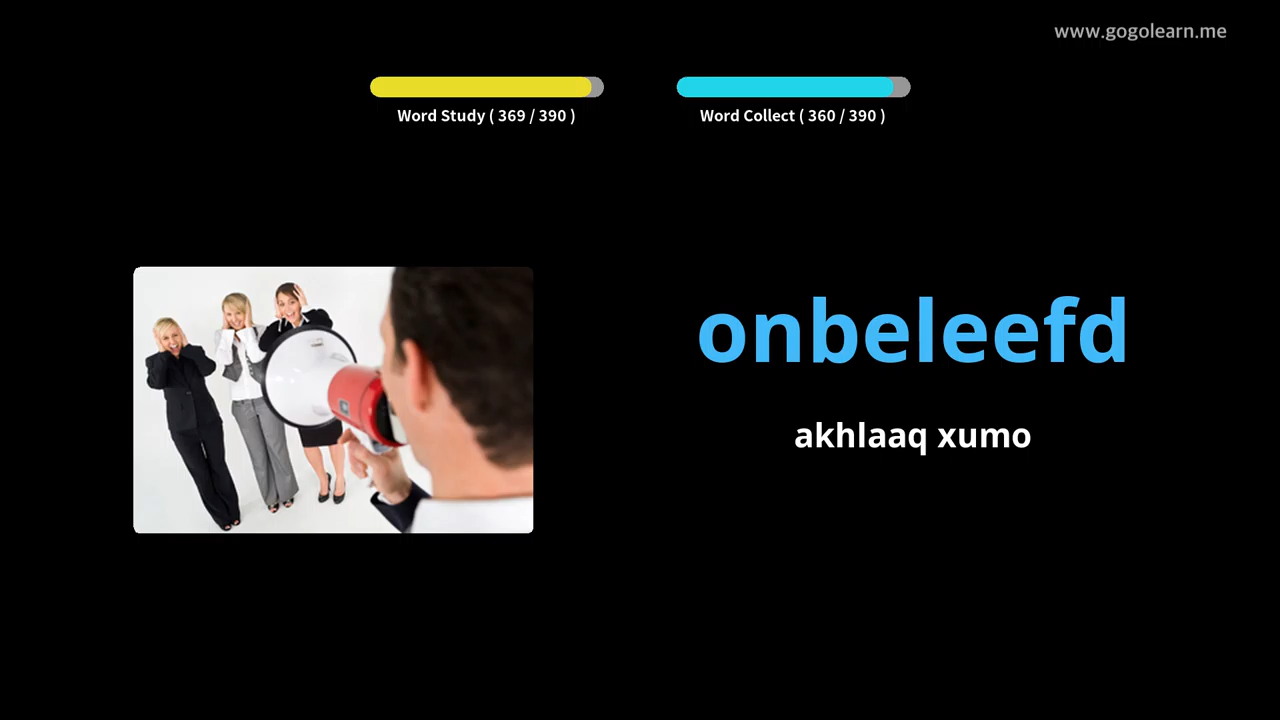 www.gogolearn.me
Word Study ( 369 / 390 )
Word Collect ( 360 / 390 )
onbeleefd
akhlaaq xumo